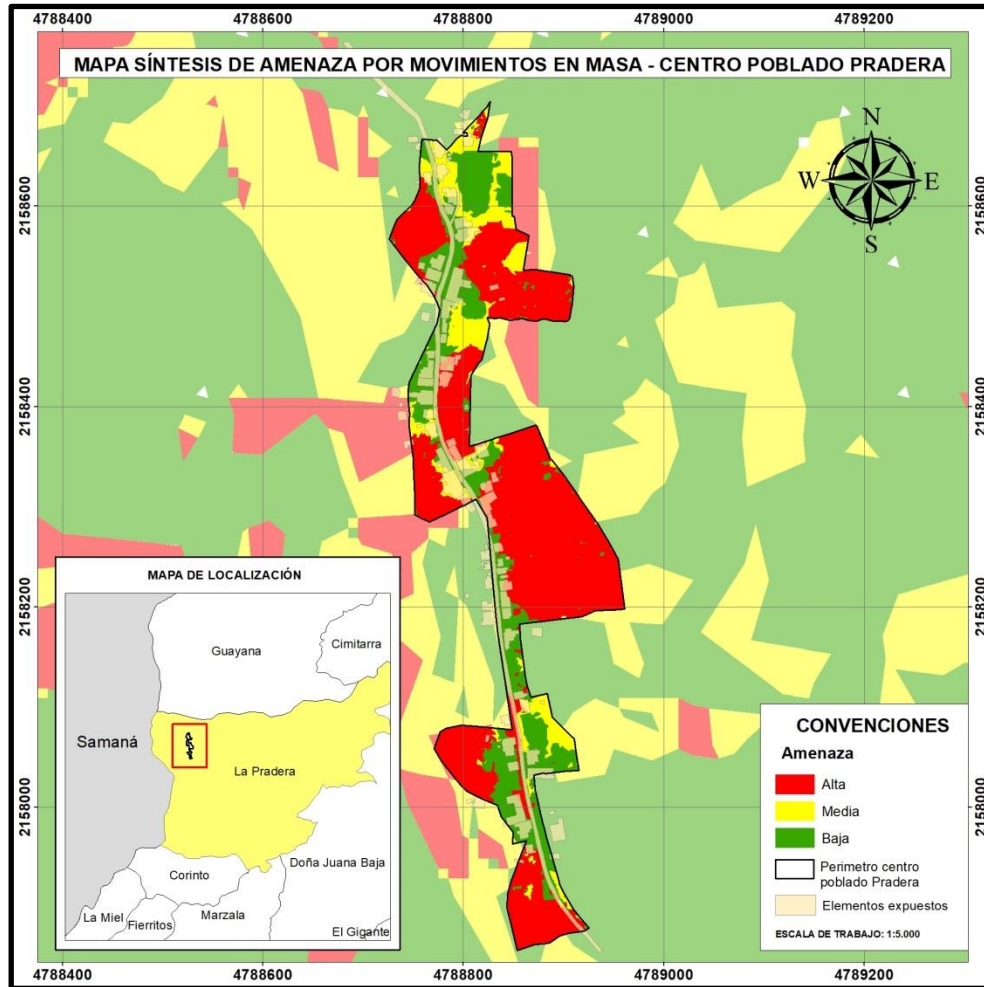 4788400 4788600 4788800 4789000 4789200
MAPA SÍNTESIS DE AMENAZA POR MOVIMIENTOS EN MASA - CENTRO POBLADO PRADERA
N
W E
S
2158600 2158600
2158400 2158400
2158200 2158200
2158000 2158000
MAPA DE LOCALIZACIÓN
Guayana
Cimitarra
Samaná
La Pradera
Doña Juana Baja
Corinto
La Miel
Fierritos
Marzala
El Gigante
CONVENCIONES
Amenaza
Alta
Media
Baja
Perimetro centro
poblado Pradera
Elementos expuestos
ESCALA DE TRABAJO: 1:5.000
4788400 4788600 4788800 4789000 4789200